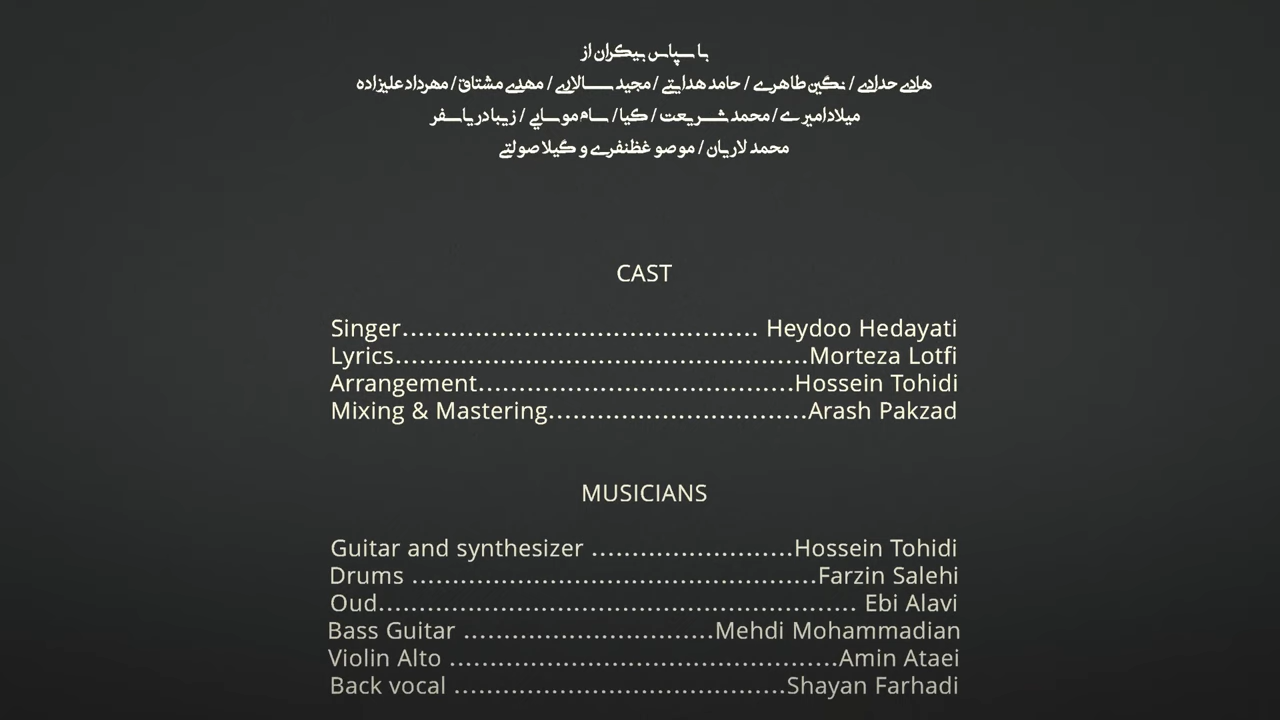 با سپاس بیکران از
هادی حدادی / نگین طاهری / حامد هدایتی / مجید سالاری / مهدی مشتاق / مهرداد علیزاده
میلاد امیری / محمد شریعت / گیا / سام موسایی / زیبا دریاسفر
محمد لاریان / موصو غظنفری و گیلا صولتی
CAST
Singer........................................... Heydoo Hedayati
Lyrics..................................................Morteza Lotfi
Arrangement......................................Hossein Tohidi
Mixing & Mastering...............................Arash Pakzad
MUSICIANS
Guitar and synthesizer ........................Hossein Tohidi
Drums .................................................Farzin Salehi
Oud.......................................................... Ebi Alavi
Bass Guitar ..............................Mehdi Mohammadian
Violin Alto ...............................................Amin Ataei
Back vocal ........................................Shayan Farhadi